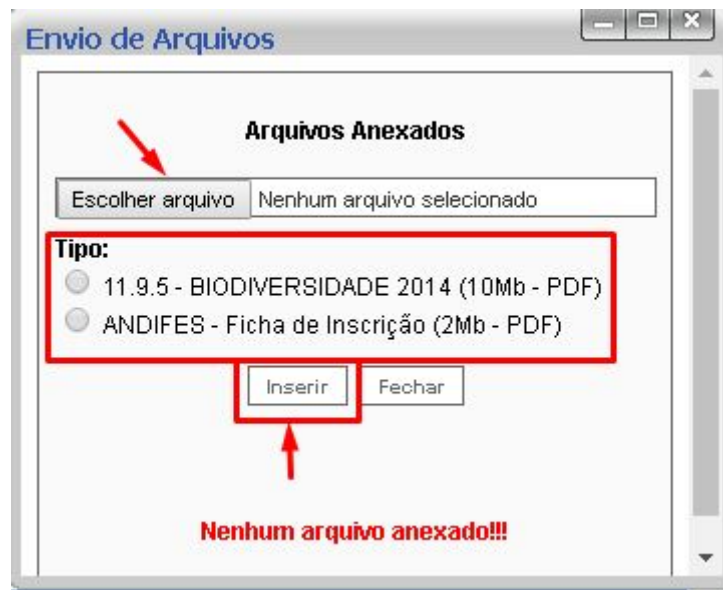 Envio de Arquivos
Arquivos Anexados
Escolher arquivo Nenhum arquivo selecionado
Tipo:
11.9.5 - BIODIVERSIDADE 2014 (10Mb - PDF)
ANDIFES - Ficha de Inscrição (2Mb - PDF)
Inserir Fechar
Nenhum arquivo anexado!!!